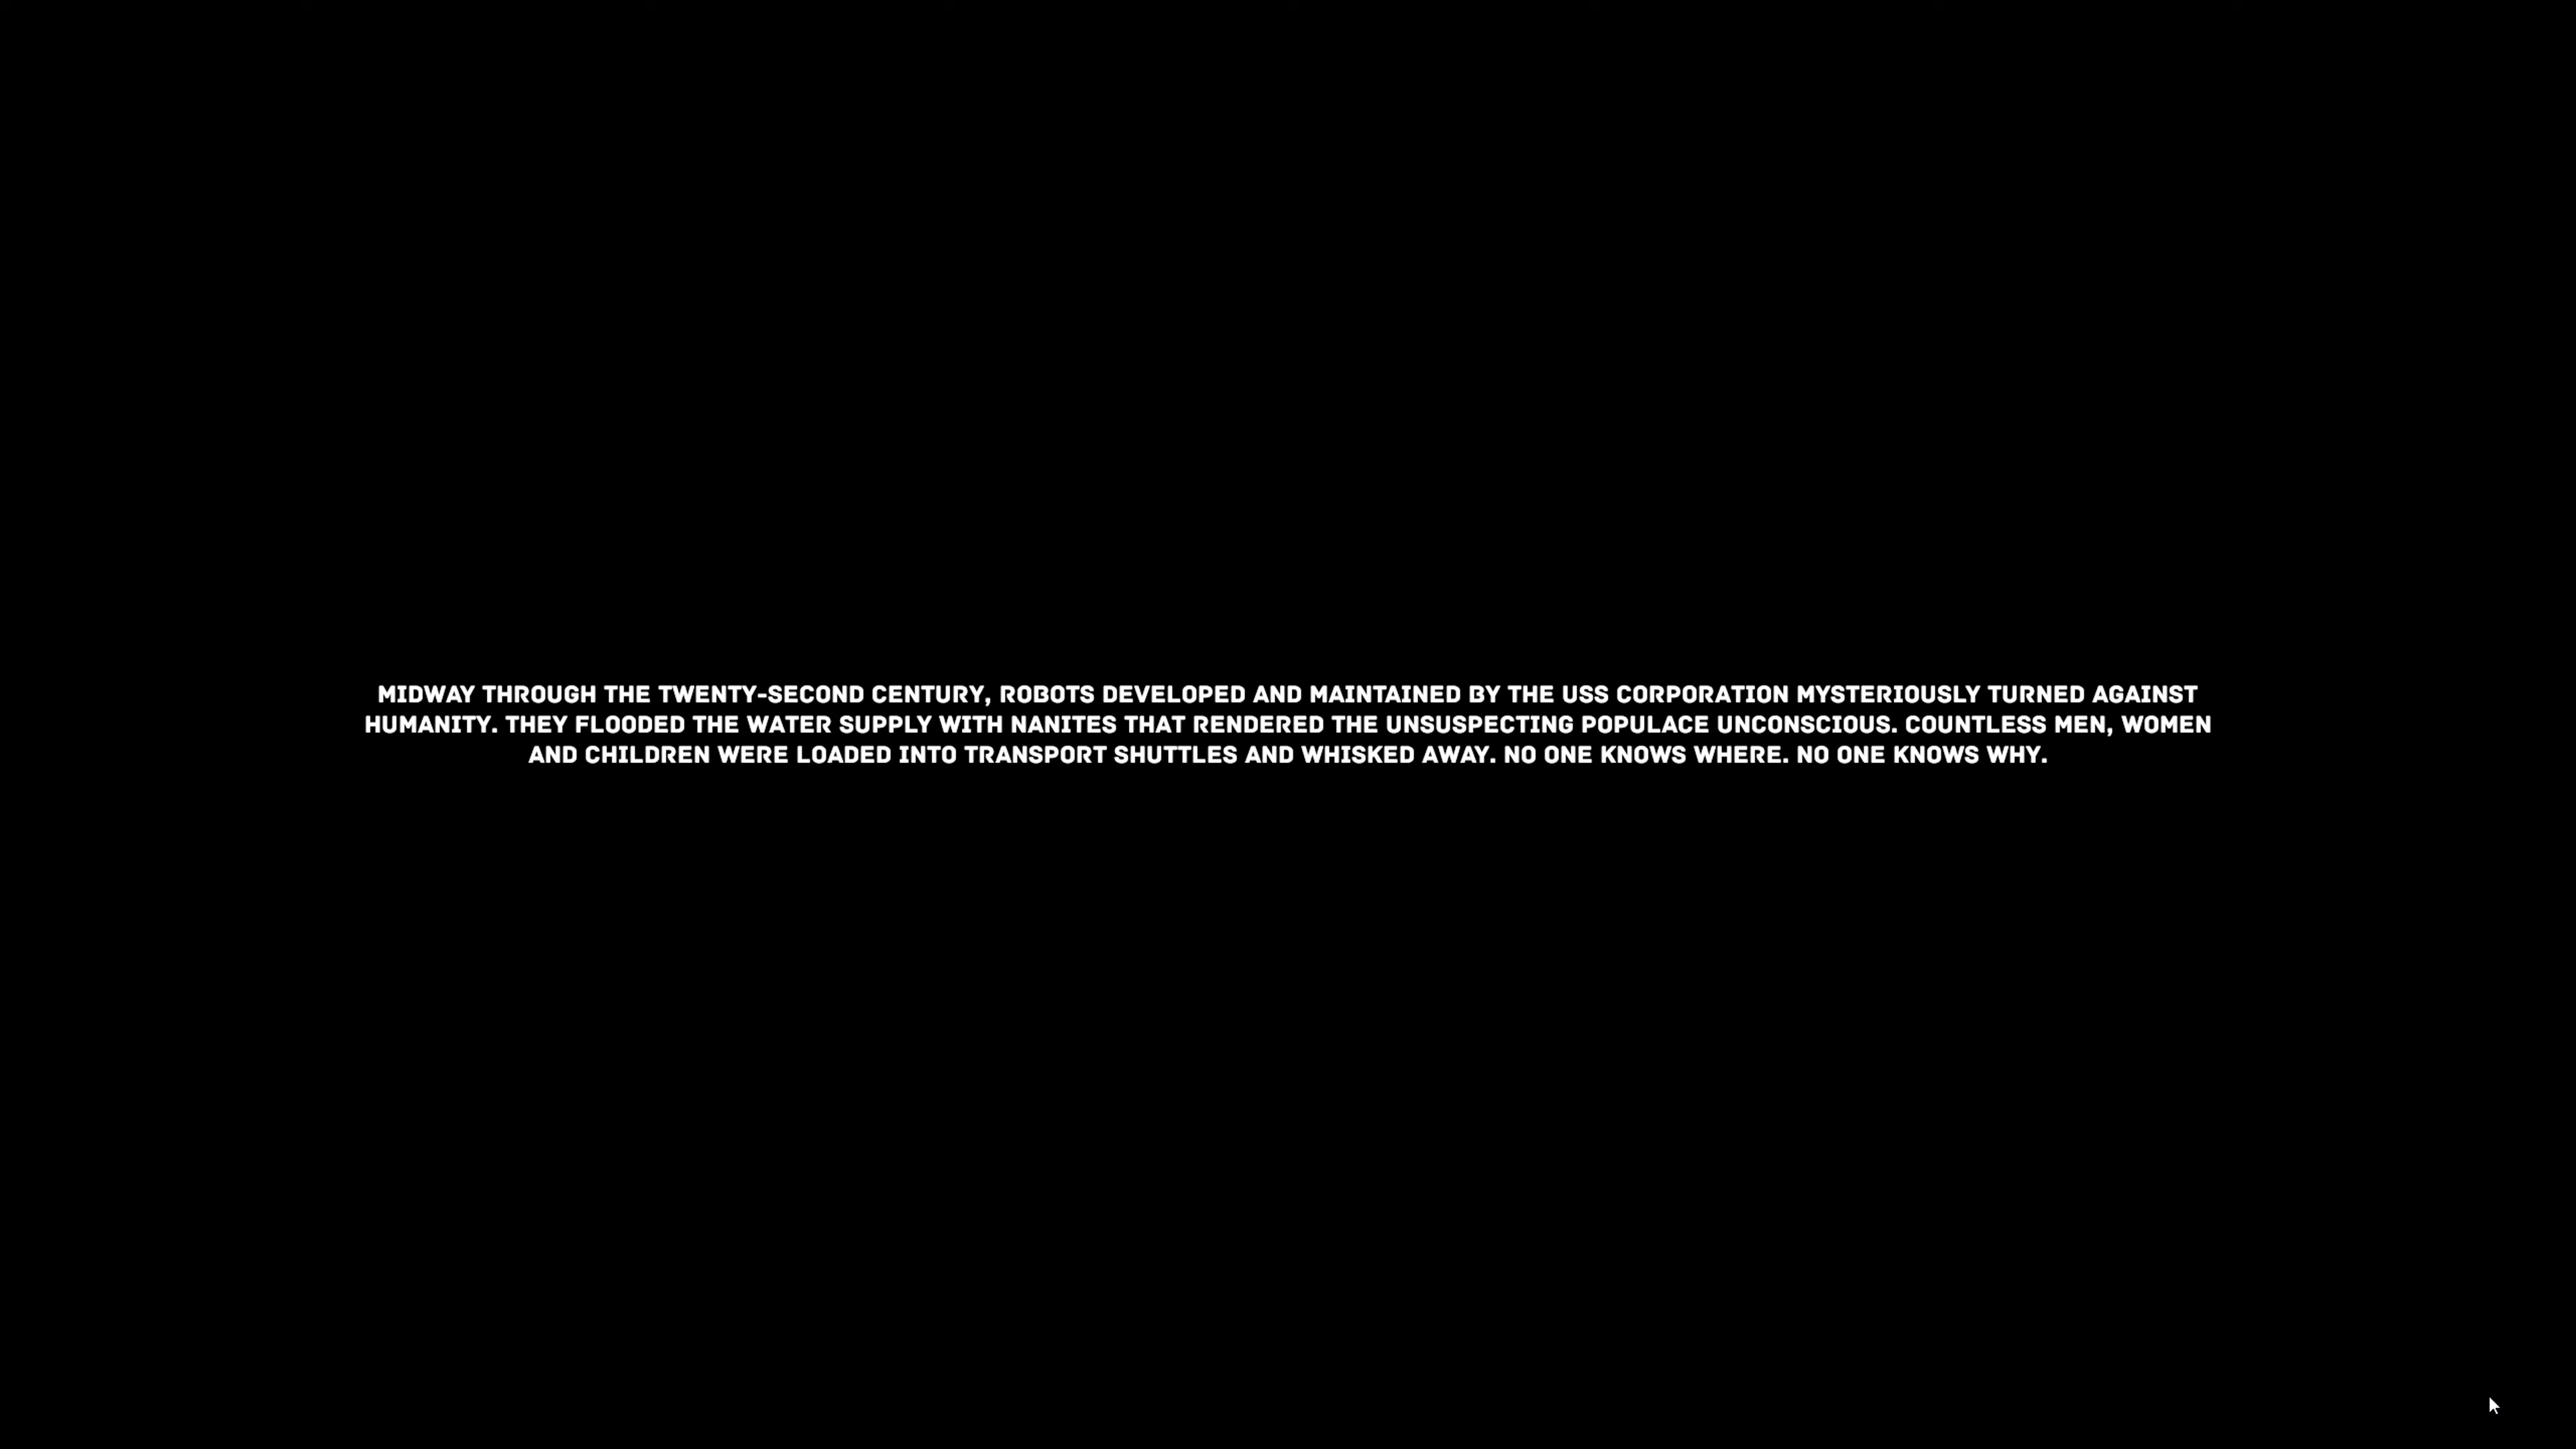 MIDWAY THROUGH THE TWENTY-SECOND CENTURY, ROBOTS DEVELOPED AND MAINTAINED BY THE USS CORPORATION MYSTERIOUSLY TURNED AGAINST
HUMANITY. THEY FLOODED THE WATER SUPPLY WITH NANITES THAT RENDERED THE UNSUSPECTING POPULACE UNCONSCIOUS. COUNTLESS MEN, WOMEN
AND CHILDREN WERE LOADED INTO TRANSPORT SHUTTLES AND WHISKED AWAY. NO ONE KNOWS WHERE. NO ONE KNOWS WHY.